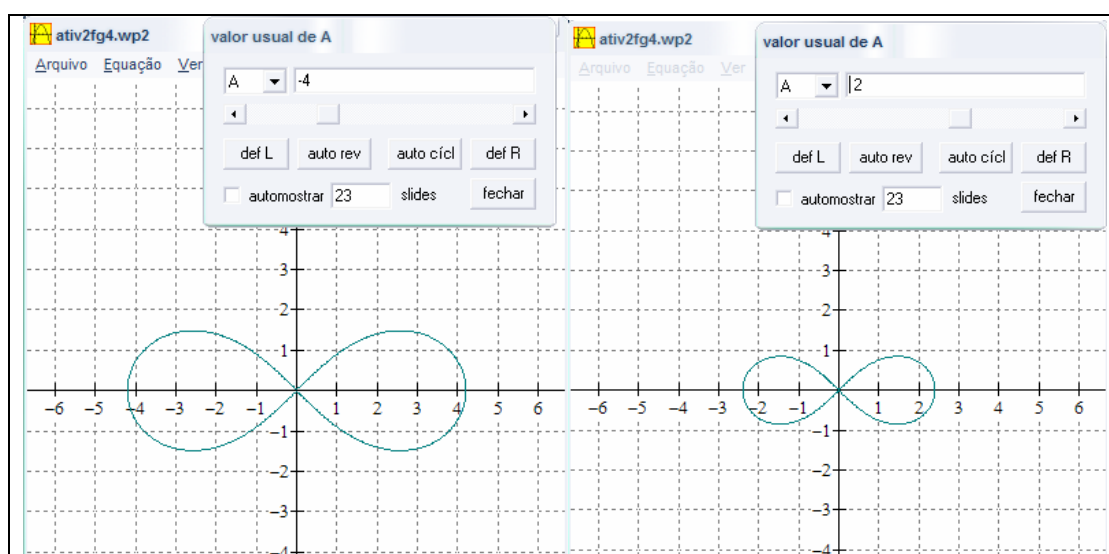 ativ2fg4.wp2
Arquivo Equação Ver
valor usual de A
A -4
def L auto rev auto cícl def R
automostrar 23 slides fechar
4
3
2
1
-6 -5 -4 -3 -2 -1 1 2 3 4 5 6
-1
-2
-3
-4
ativ2fg4.wp2
Arquivo Equação Ver
valor usual de A
A 2
def L auto rev auto cícl def R
automostrar 23 slides fechar
4
3
2
1
-6 -5 -4 -3 -2 -1 1 2 3 4 5 6
-1
-2
-3
-4